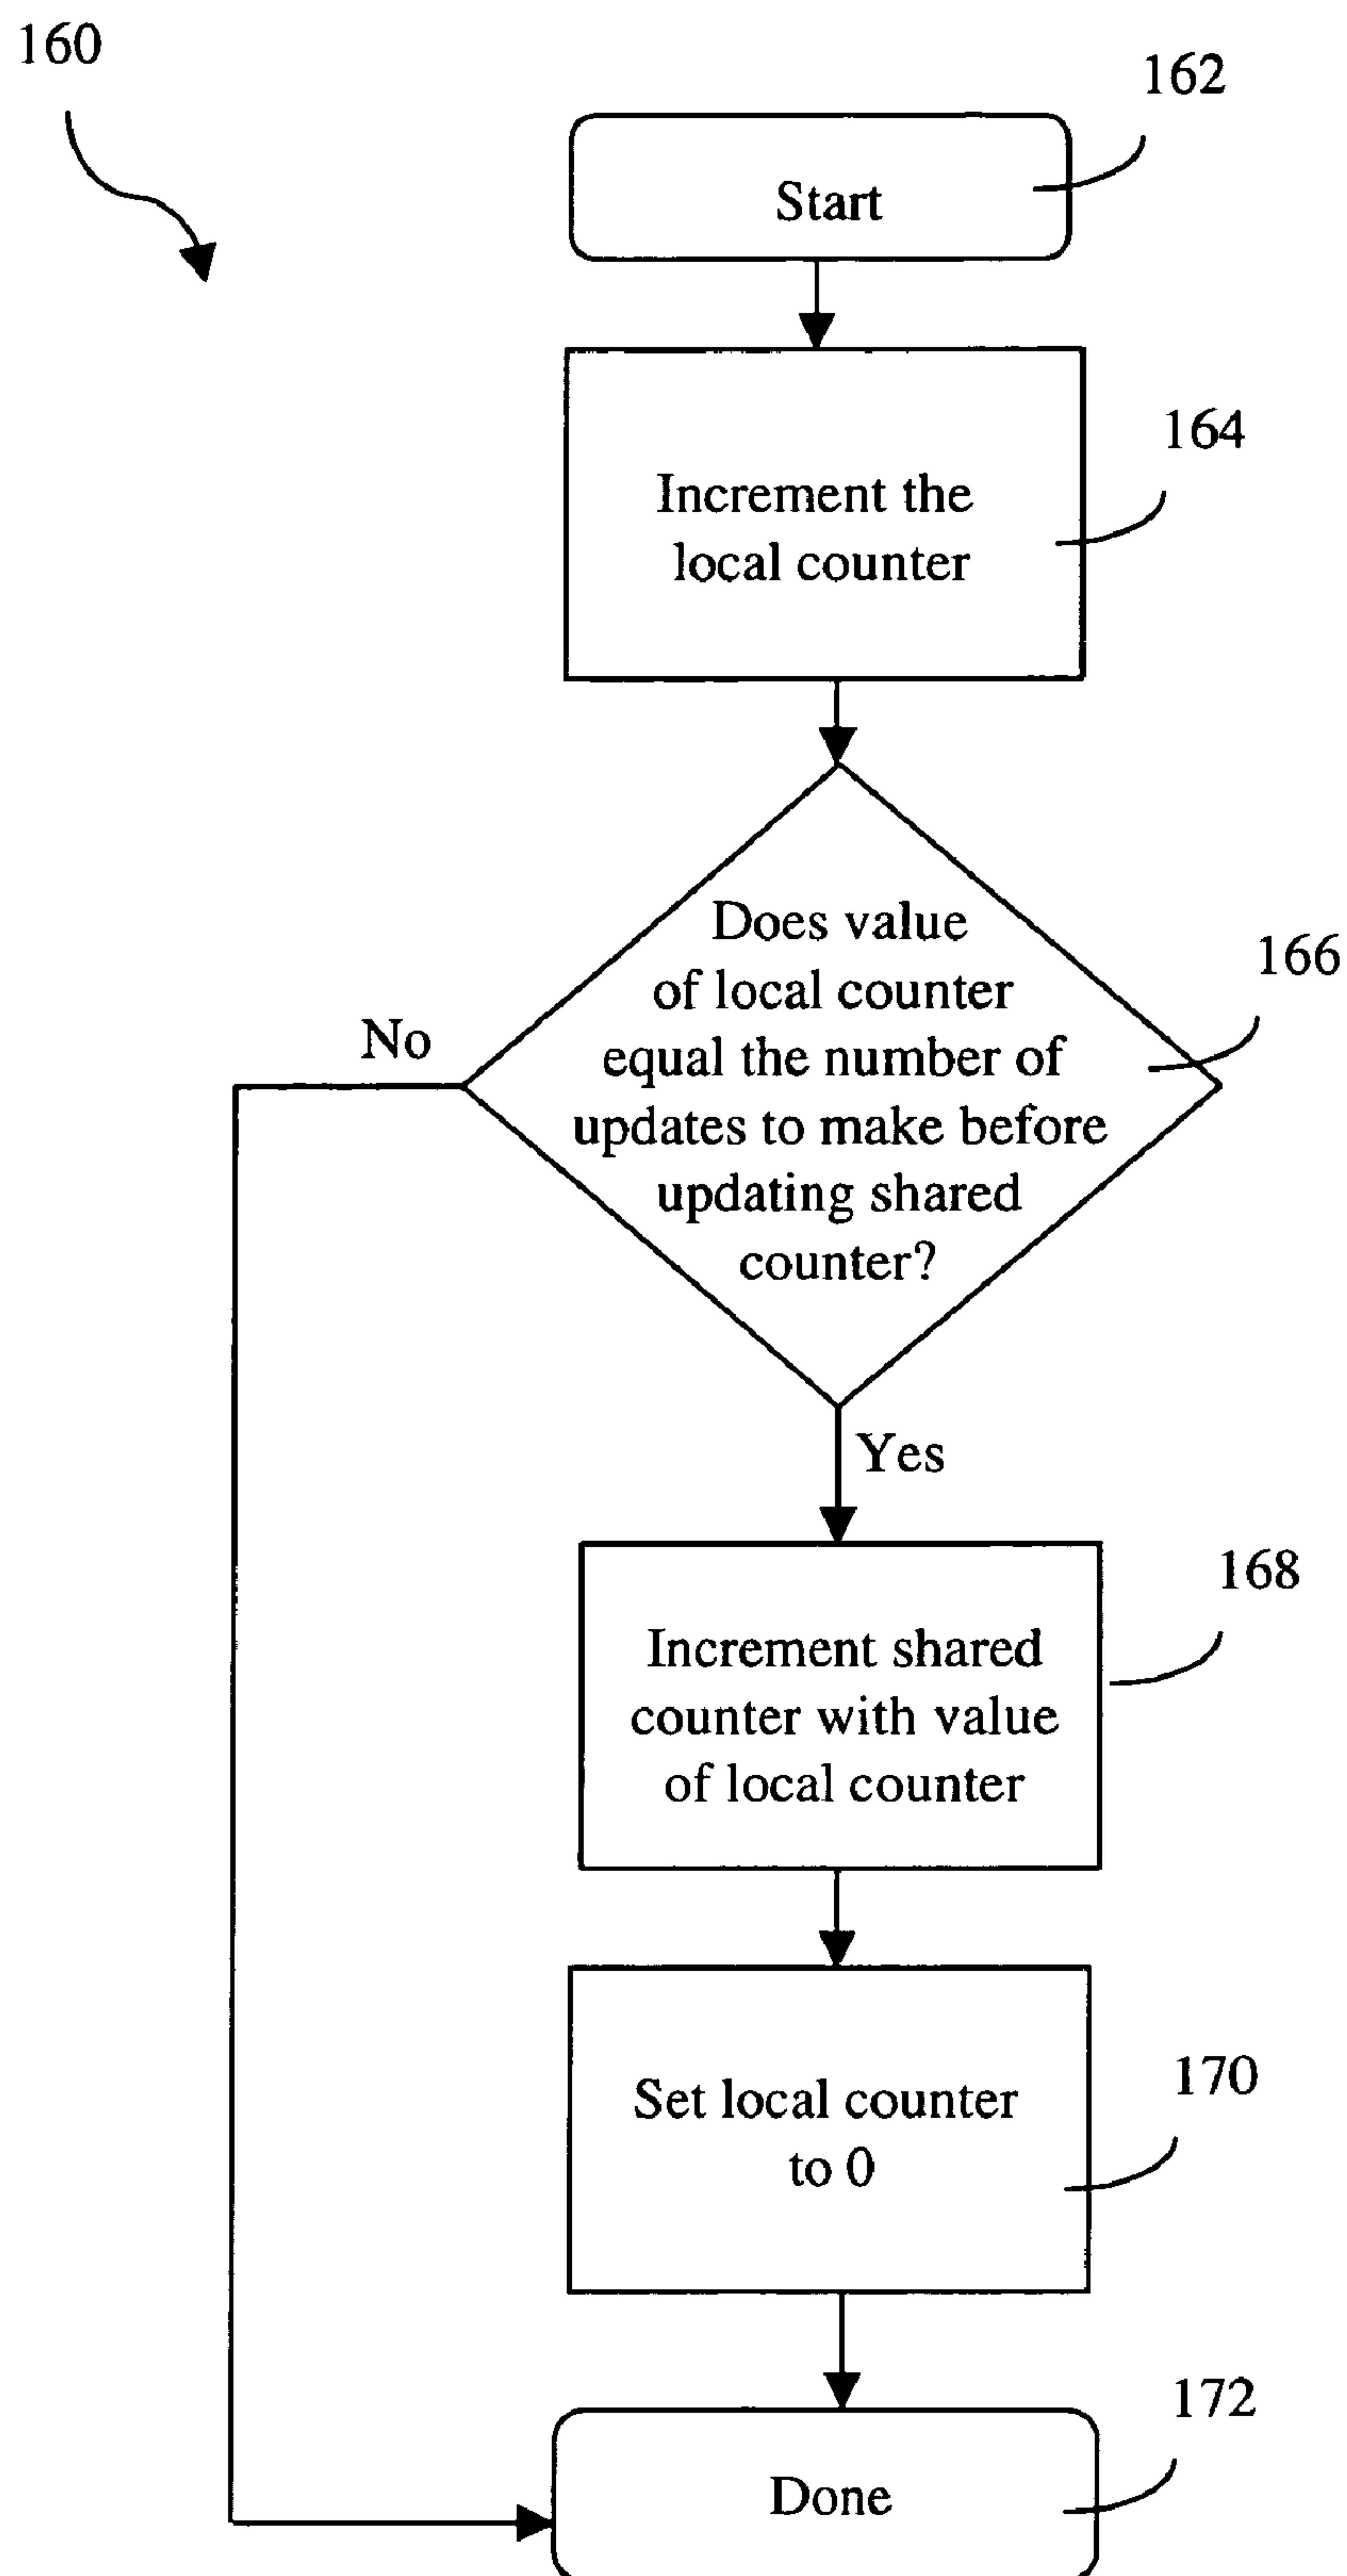 160
162
Start
164
Increment the
local counter
166
Does value
of local counter
equal the number of
updates to make before
updating shared
counter?
No
Yes
168
Increment shared
counter with value
of local counter
170
Set local counter
to 0
172
Done